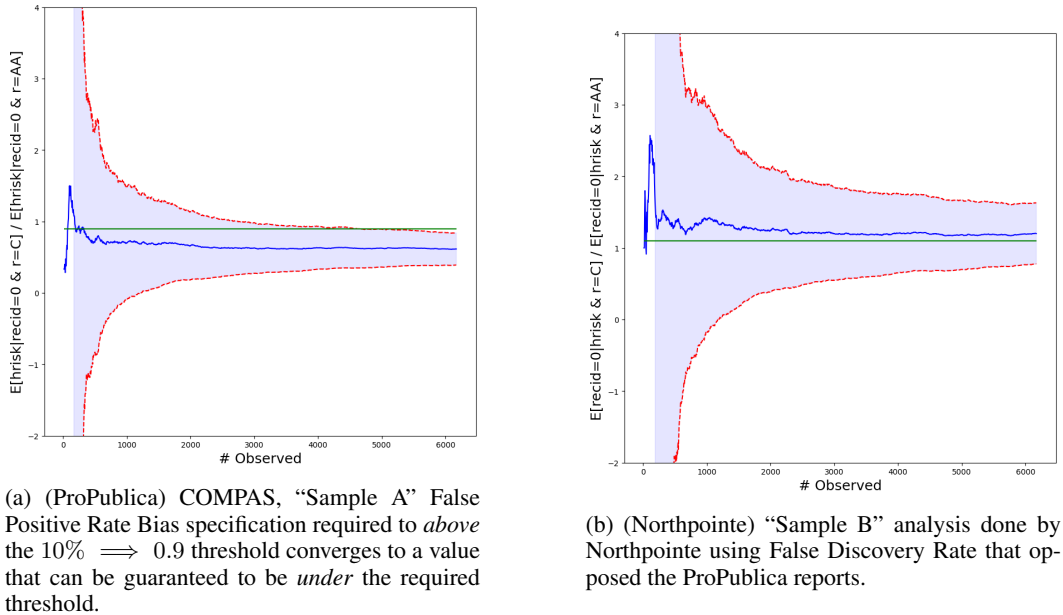 E[hrisk|recid=0 & r=C] / E[hrisk|recid=0 & r=AA]
4
3
2
1
0
−1
−2
0 1000 2000 3000 4000 5000 6000
# Observed
(a) (ProPublica) COMPAS, “Sample A” False
Positive Rate Bias specification required to above
the 10% ⟹ 0.9 threshold converges to a value
that can be guaranteed to be under the required
threshold.
E[recid=0|hrisk & r=C] / E[recid=0|hrisk & r=AA]
4
3
2
1
0
−1
−2
0 1000 2000 3000 4000 5000 6000
# Observed
(b) (Northpointe) “Sample B” analysis done by
Northpointe using False Discovery Rate that op-
posed the ProPublica reports.